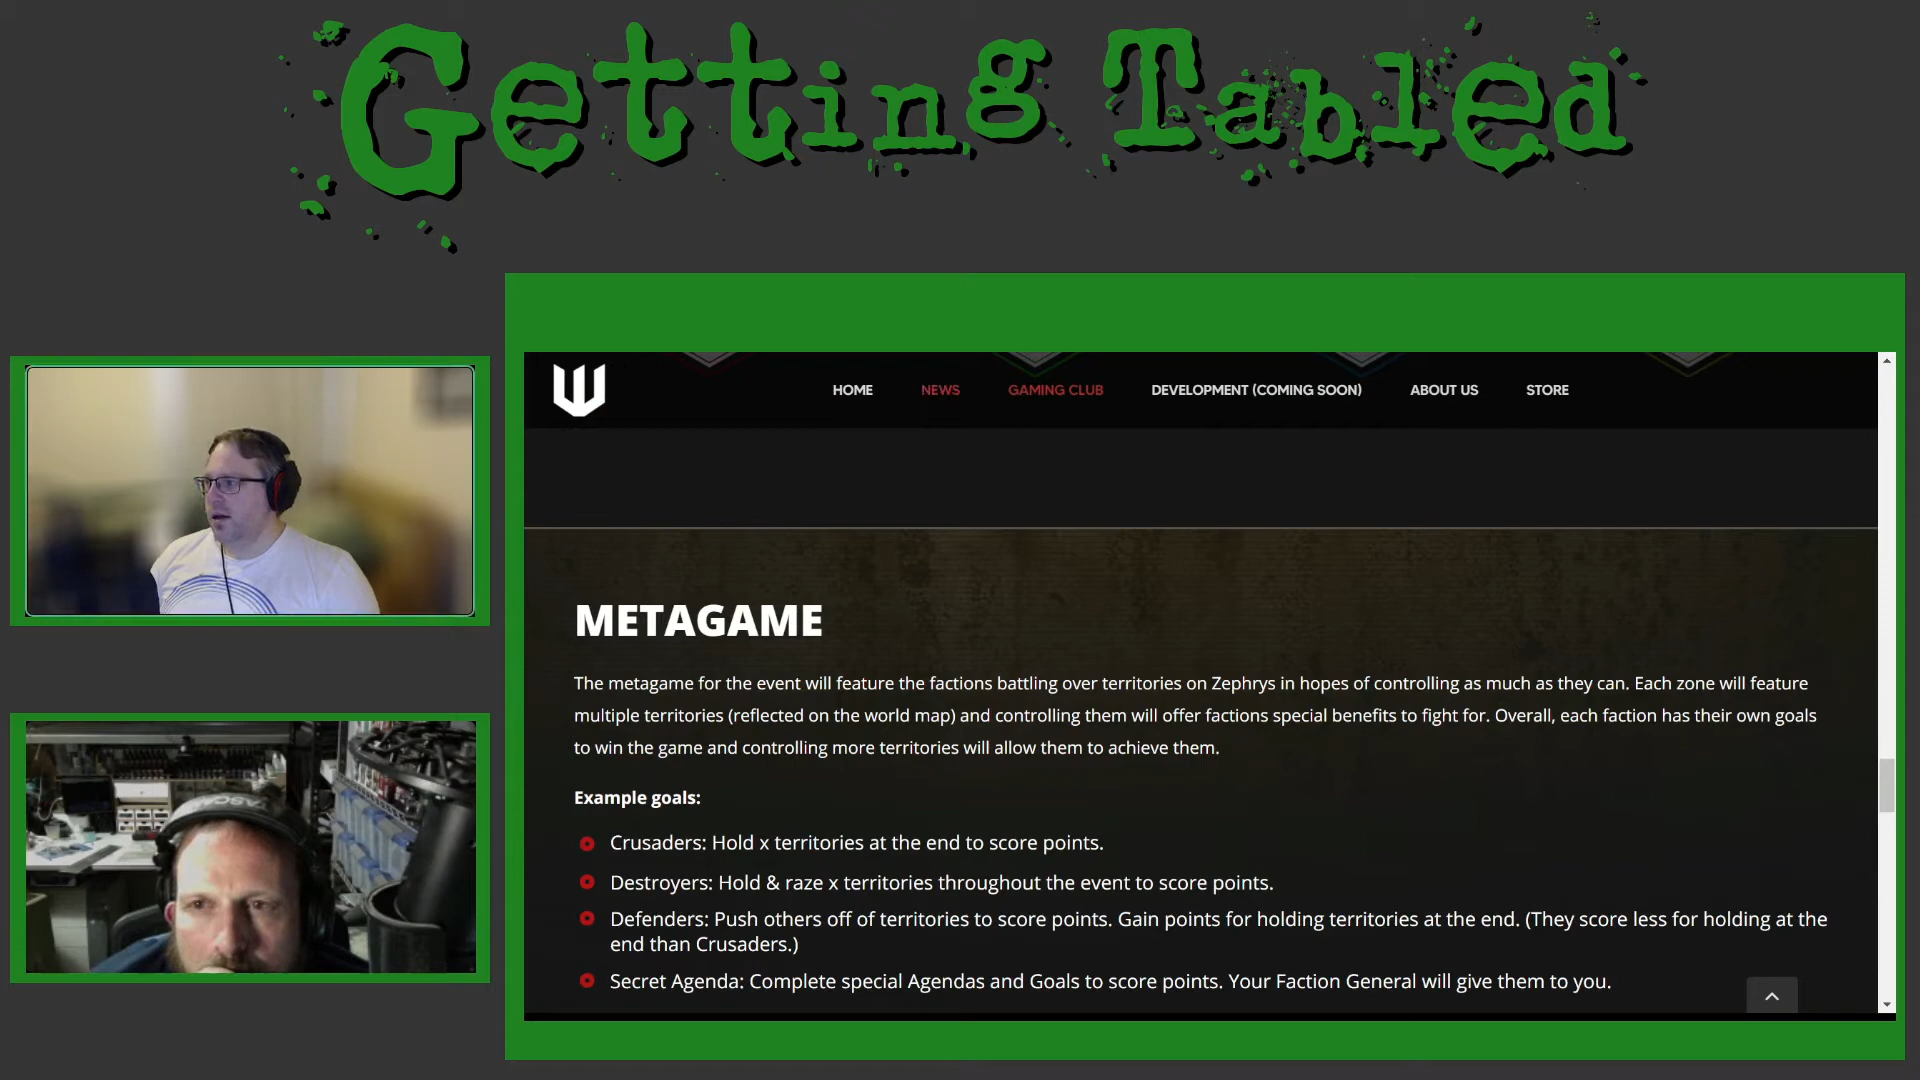 Getting Tabled
W
HOME
NEWS
GAMING CLUB
DEVELOPMENT (COMING SOON)
ABOUT US
STORE
METAGAME
The metagame for the event will feature the factions battling over territories on Zephrys in hopes of controlling as much as they can. Each zone will feature
multiple territories (reflected on the world map) and controlling them will offer factions special benefits to fight for. Overall, each faction has their own goals
to win the game and controlling more territories will allow them to achieve them.
Example goals:
Crusaders: Hold x territories at the end to score points.
Destroyers: Hold & raze x territories throughout the event to score points.
Defenders: Push others off of territories to score points. Gain points for holding territories at the end. (They score less for holding at the
end than Crusaders.)
Secret Agenda: Complete special Agendas and Goals to score points. Your Faction General will give them to you.